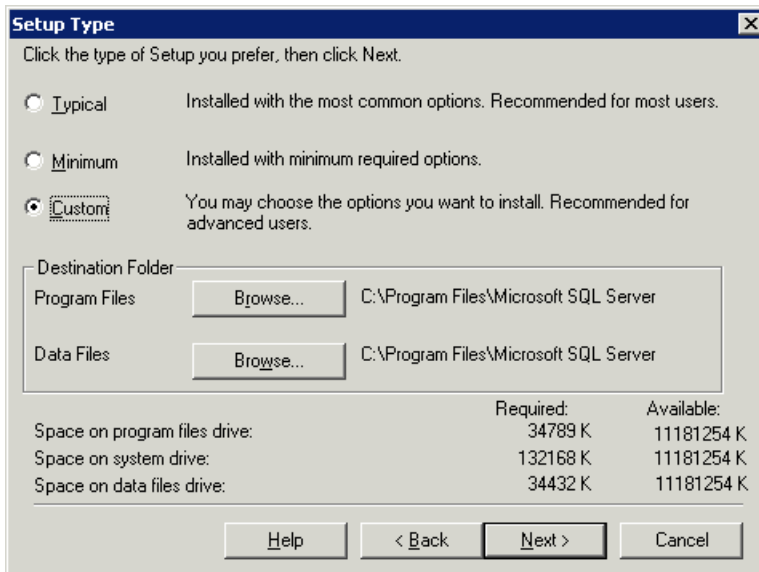 Setup Type
Click the type of Setup you prefer, then click Next.
Typical Installed with the most common options. Recommended for most users.
Minimum Installed with minimum required options.
Custom You may choose the options you want to install. Recommended for
advanced users.
Destination Folder
Program Files Browse... C:\Program Files\Microsoft SQL Server
Data Files Browse... C:\Program Files\Microsoft SQL Server
Required: Available:
Space on program files drive: 34789 K 11181254 K
Space on system drive: 132168 K 11181254 K
Space on data files drive: 34432 K 11181254 K
Help < Back Next > Cancel